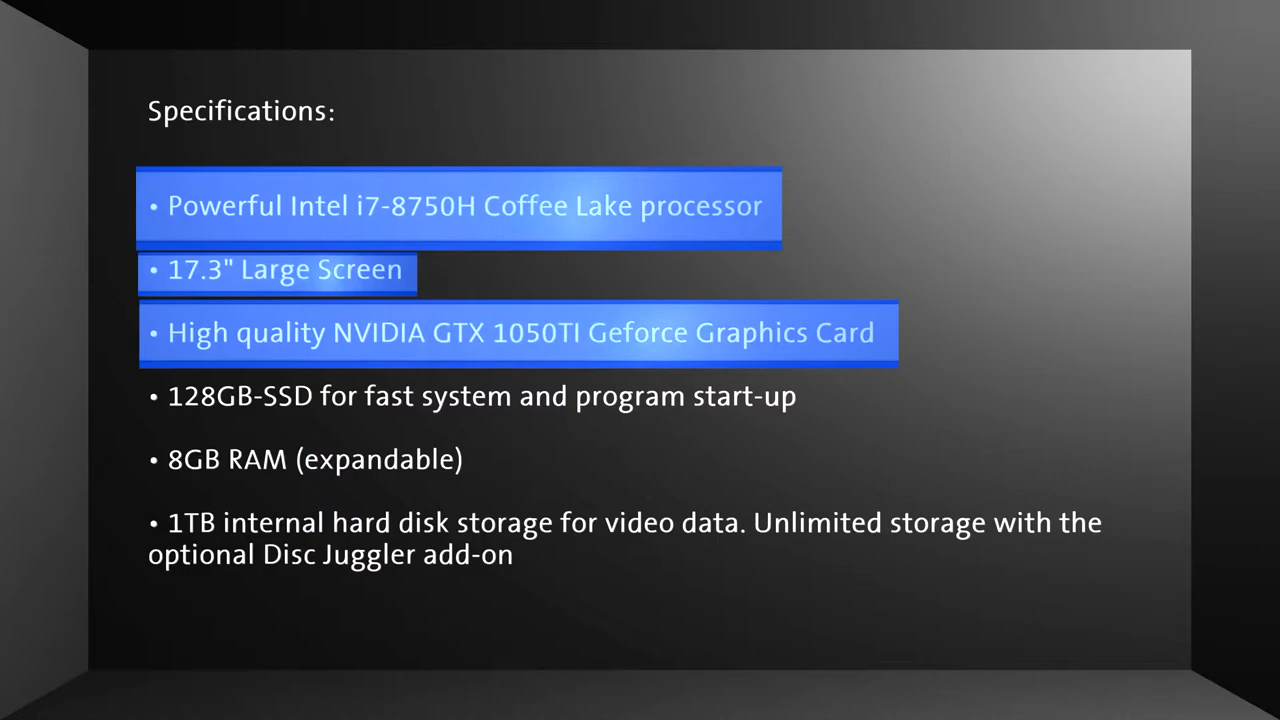 Specifications:
• Powerful Intel i7-8750H Coffee Lake processor
• 17.3" Large Screen
• High quality NVIDIA GTX 1050TI Geforce Graphics Card
• 128GB-SSD for fast system and program start-up
• 8GB RAM (expandable)
• 1TB internal hard disk storage for video data. Unlimited storage with the
optional Disc Juggler add-on